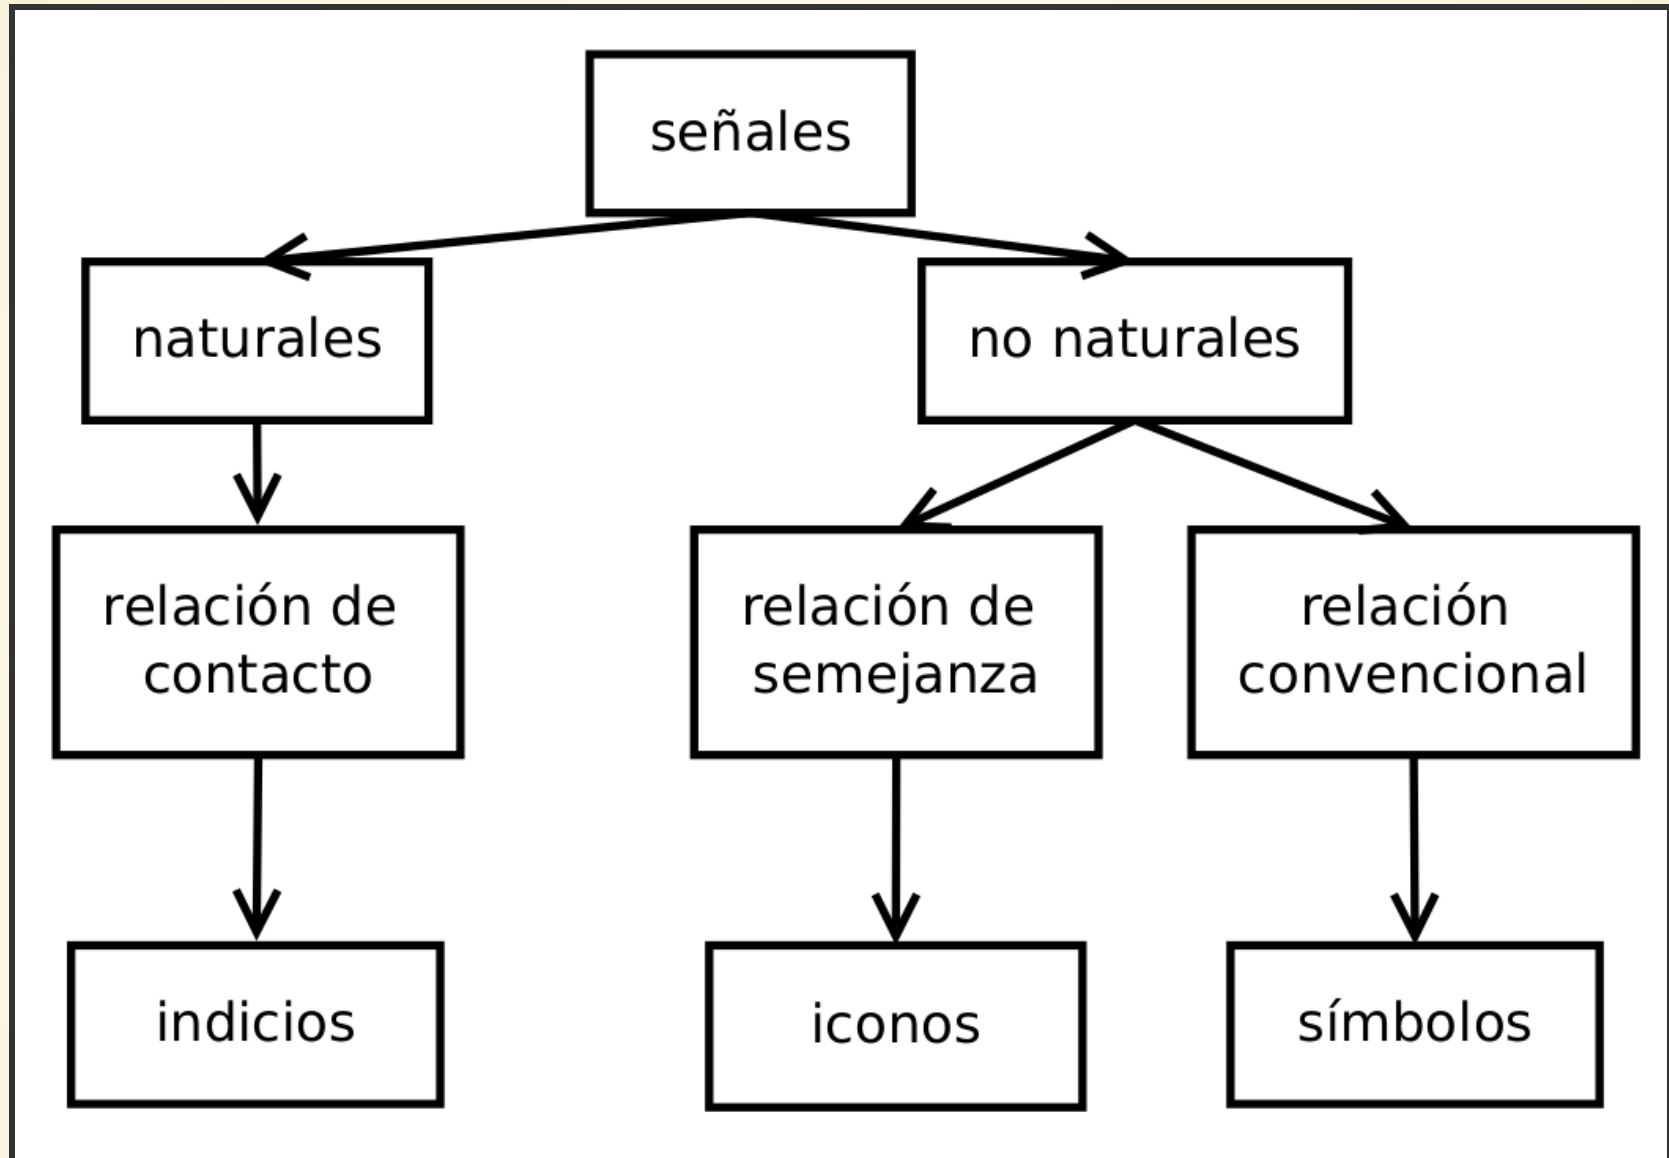 señales
naturales
no naturales
relación de
contacto
relación de
semejanza
relación
convencional
indicios
iconos
símbolos